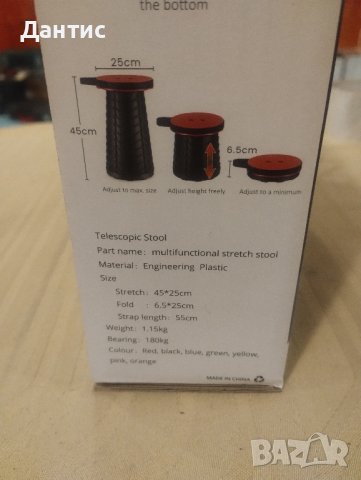 Дантис
the bottom
25cm
45cm
6.5cm
Adjust to max. size
Adjust height freely
Adjust to a minimum
Telescopic Stool
Part name: multifunctional stretch stool
Material: Engineering Plastic
Size
Stretch: 45*25cm
Fold : 6.5*25cm
Strap length: 55cm
Weight: 1.15kg
Bearing: 180kg
Colour: Red, black, blue, green, yellow,
pink, orange
MADE IN CHINA
BAZAR